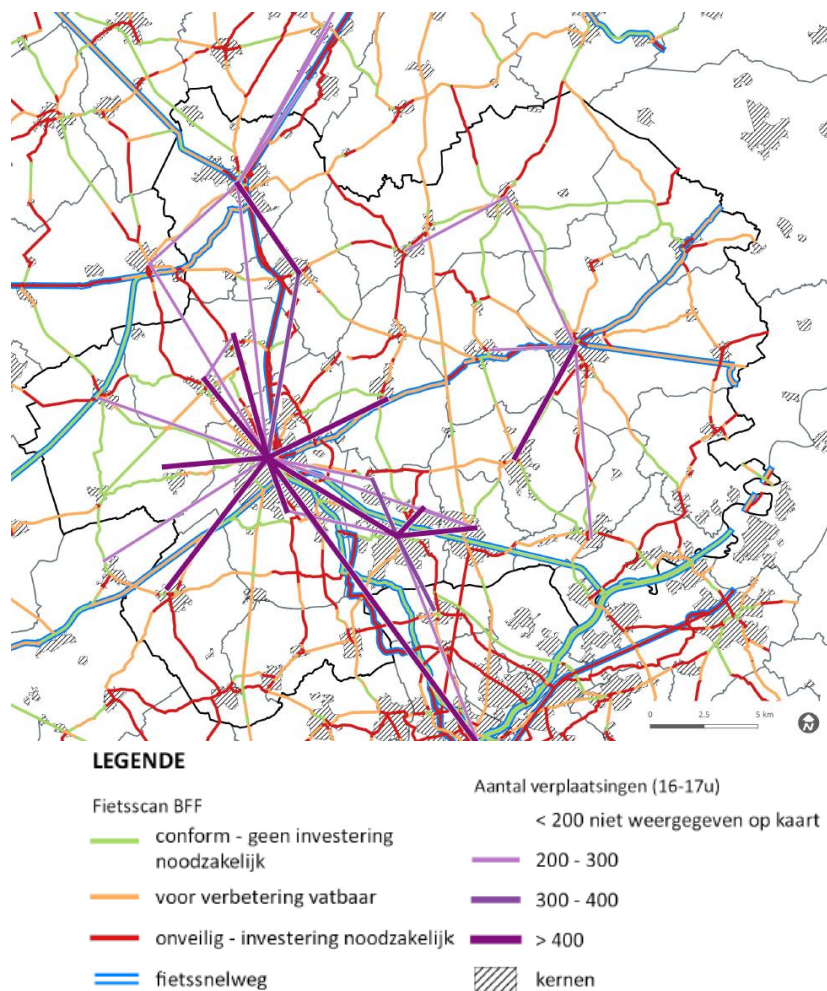 0 2.5 5 km
N
LEGENDE
Fietsscan BFF
conform - geen investering
noodzakelijk
voor verbetering vatbaar
onveilig - investering noodzakelijk
fietssnelweg
Aantal verplaatsingen (16-17u)
< 200 niet weergegeven op kaart
200 - 300
300 - 400
> 400
kernen